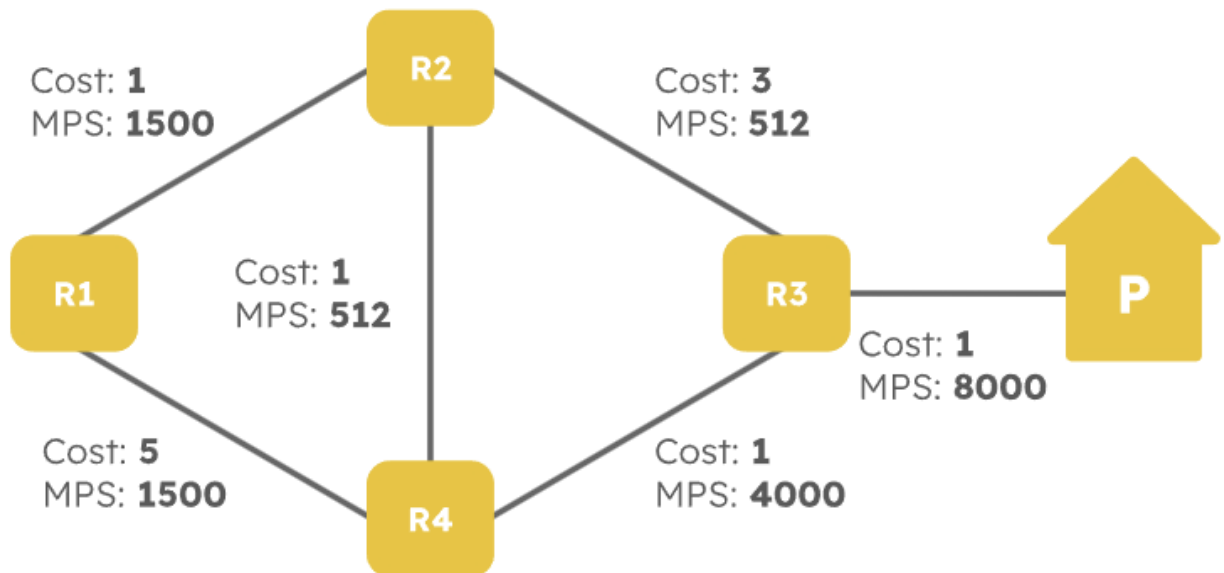 R2
Cost: 1
MPS: 1500
Cost: 3
MPS: 512
R1
Cost: 1
MPS: 512
R3
P
Cost: 1
MPS: 8000
Cost: 5
MPS: 1500
Cost: 1
MPS: 4000
R4